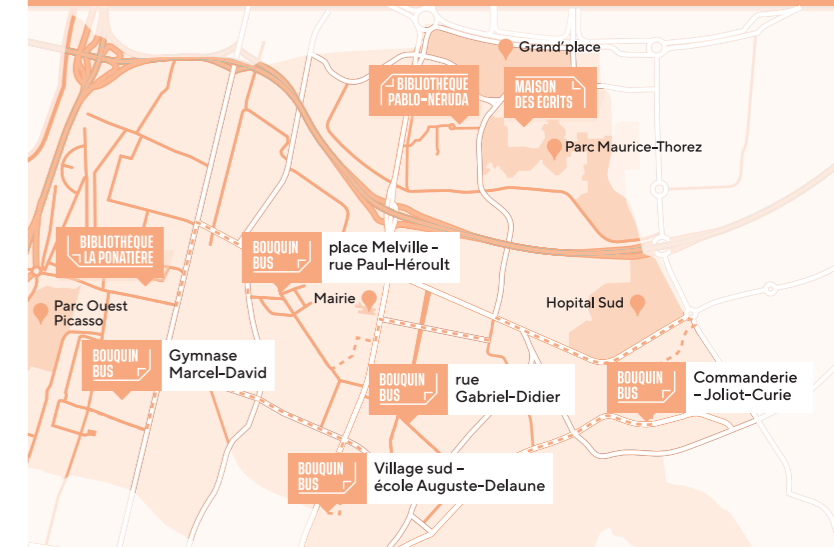 Grand'place
BIBLIOTHÈQUE
PABLO-NÉRUDA
MAISON
DES ÉCRITS
Parc Maurice-Thorez
BIBLIOTHÈQUE
LA PONATIÈRE
BOUQUIN
BUS
place Melville -
rue Paul-Héroult
Mairie
Hopital Sud
Parc Ouest
Picasso
BOUQUIN
BUS
Gymnase
Marcel-David
BOUQUIN
BUS
rue
Gabriel-Didier
BOUQUIN
BUS
Commanderie
- Joliot-Curie
BOUQUIN
BUS
Village sud -
école Auguste-Delaune